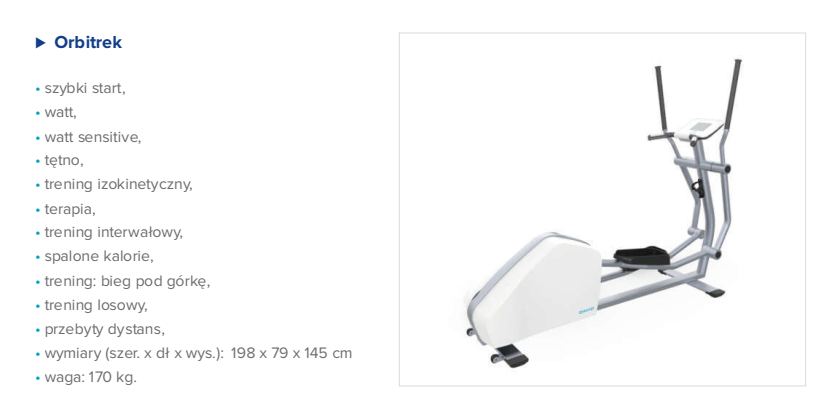 ▶ Orbitrek
• szybki start,
• watt,
• watt sensitive,
• tętno,
• trening izokinetyczny,
• terapia,
• trening interwałowy,
• spalone kalorie,
• trening: bieg pod górkę,
• trening losowy,
• przebyty dystans,
• wymiary (szer. x dł x wys.): 198 x 79 x 145 cm
• waga: 170 kg.